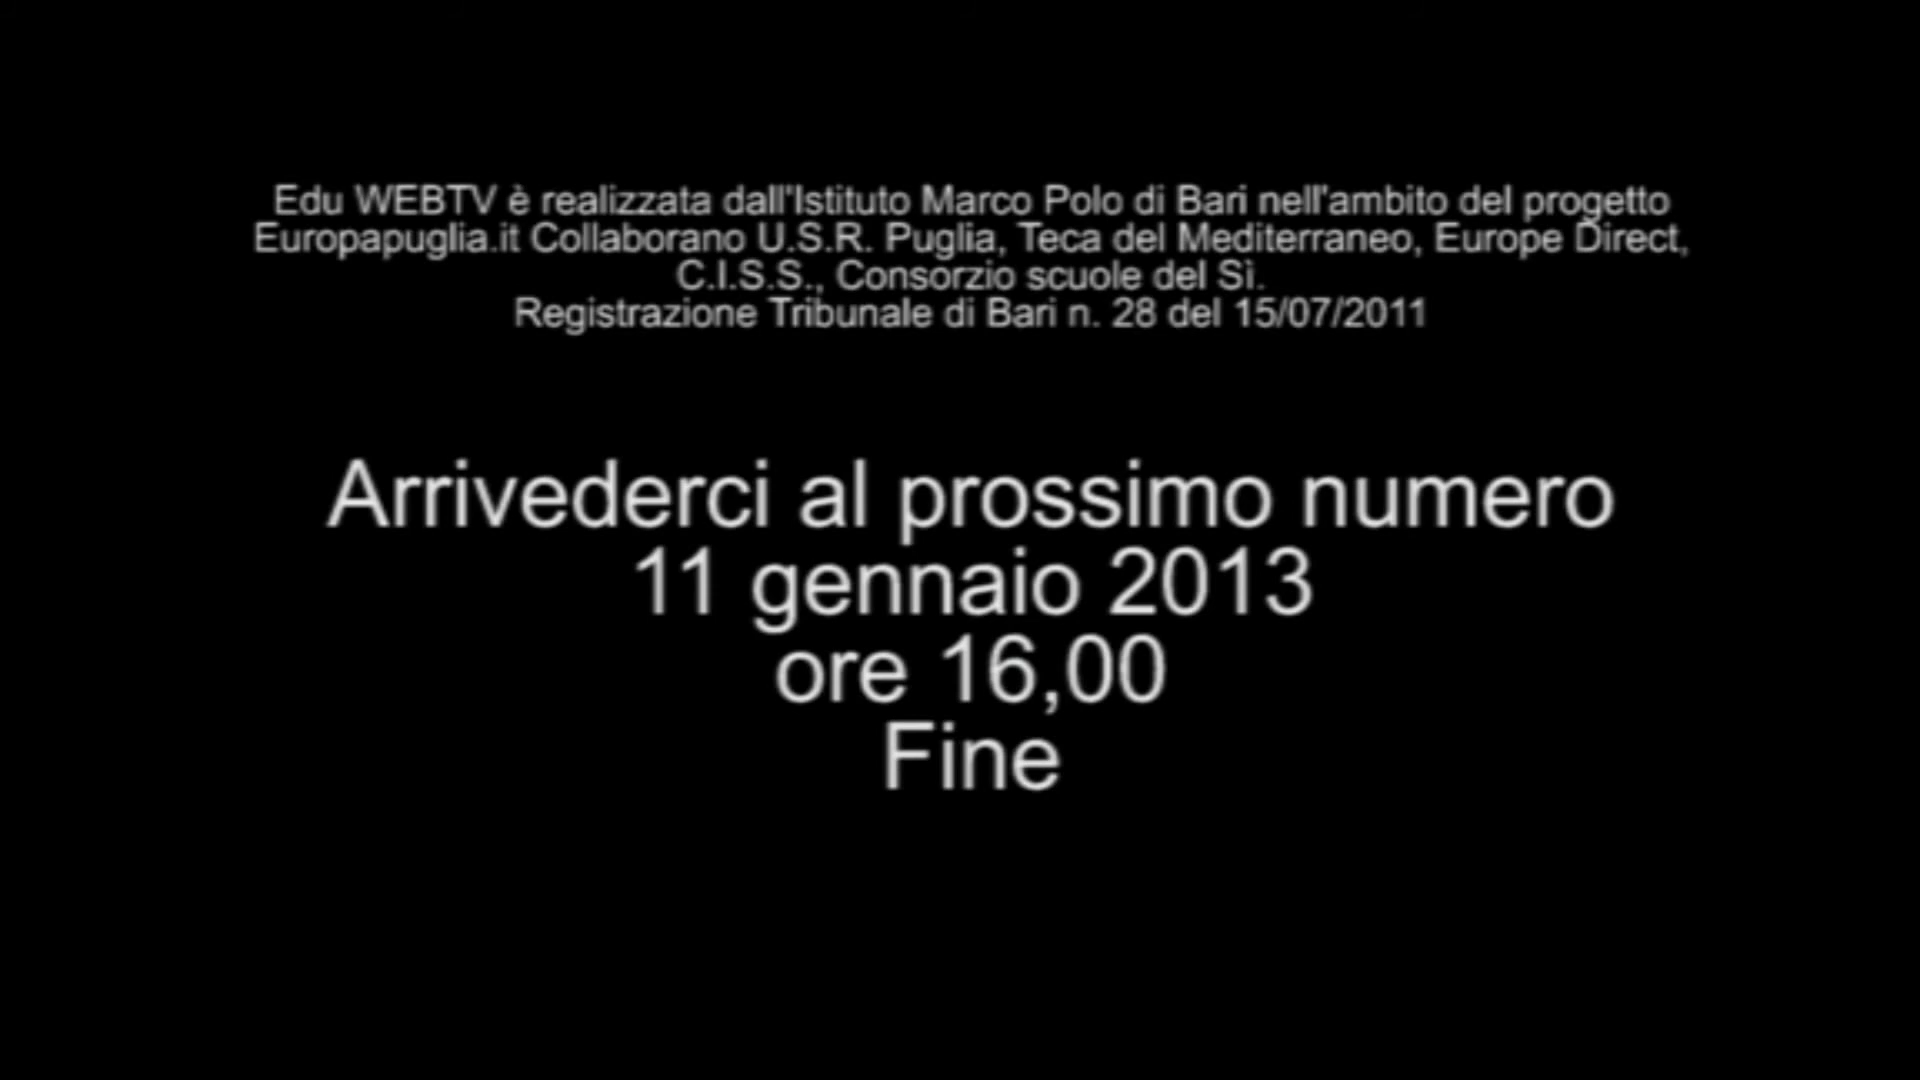 Edu WEBTV è realizzata dall'Istituto Marco Polo di Bari nell'ambito del progetto
Europapuglia.it Collaborano U.S.R. Puglia, Teca del Mediterraneo, Europe Direct,
C.I.S.S., Consorzio scuole del Sì.
Registrazione Tribunale di Bari n. 28 del 15/07/2011
Arrivederci al prossimo numero
11 gennaio 2013
ore 16,00
Fine